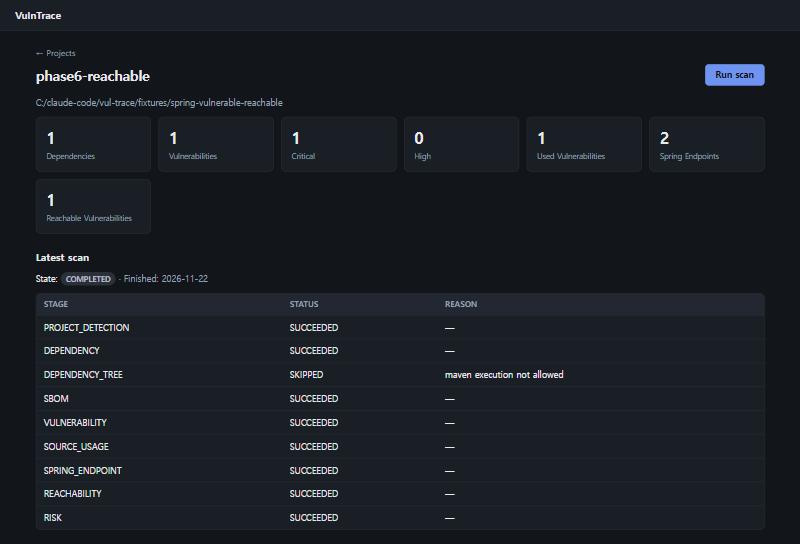 VulnTrace
← Projects
phase6-reachable
Run scan
C:/claude-code/vul-trace/fixtures/spring-vulnerable-reachable
1 1 1 0 1 2
Dependencies Vulnerabilities Critical High Used Vulnerabilities Spring Endpoints
1
Reachable Vulnerabilities
Latest scan
State: COMPLETED · Finished: 2026-11-22
STAGE STATUS REASON
PROJECT_DETECTION SUCCEEDED —
DEPENDENCY SUCCEEDED —
DEPENDENCY_TREE SKIPPED maven execution not allowed
SBOM SUCCEEDED —
VULNERABILITY SUCCEEDED —
SOURCE_USAGE SUCCEEDED —
SPRING_ENDPOINT SUCCEEDED —
REACHABILITY SUCCEEDED —
RISK SUCCEEDED —